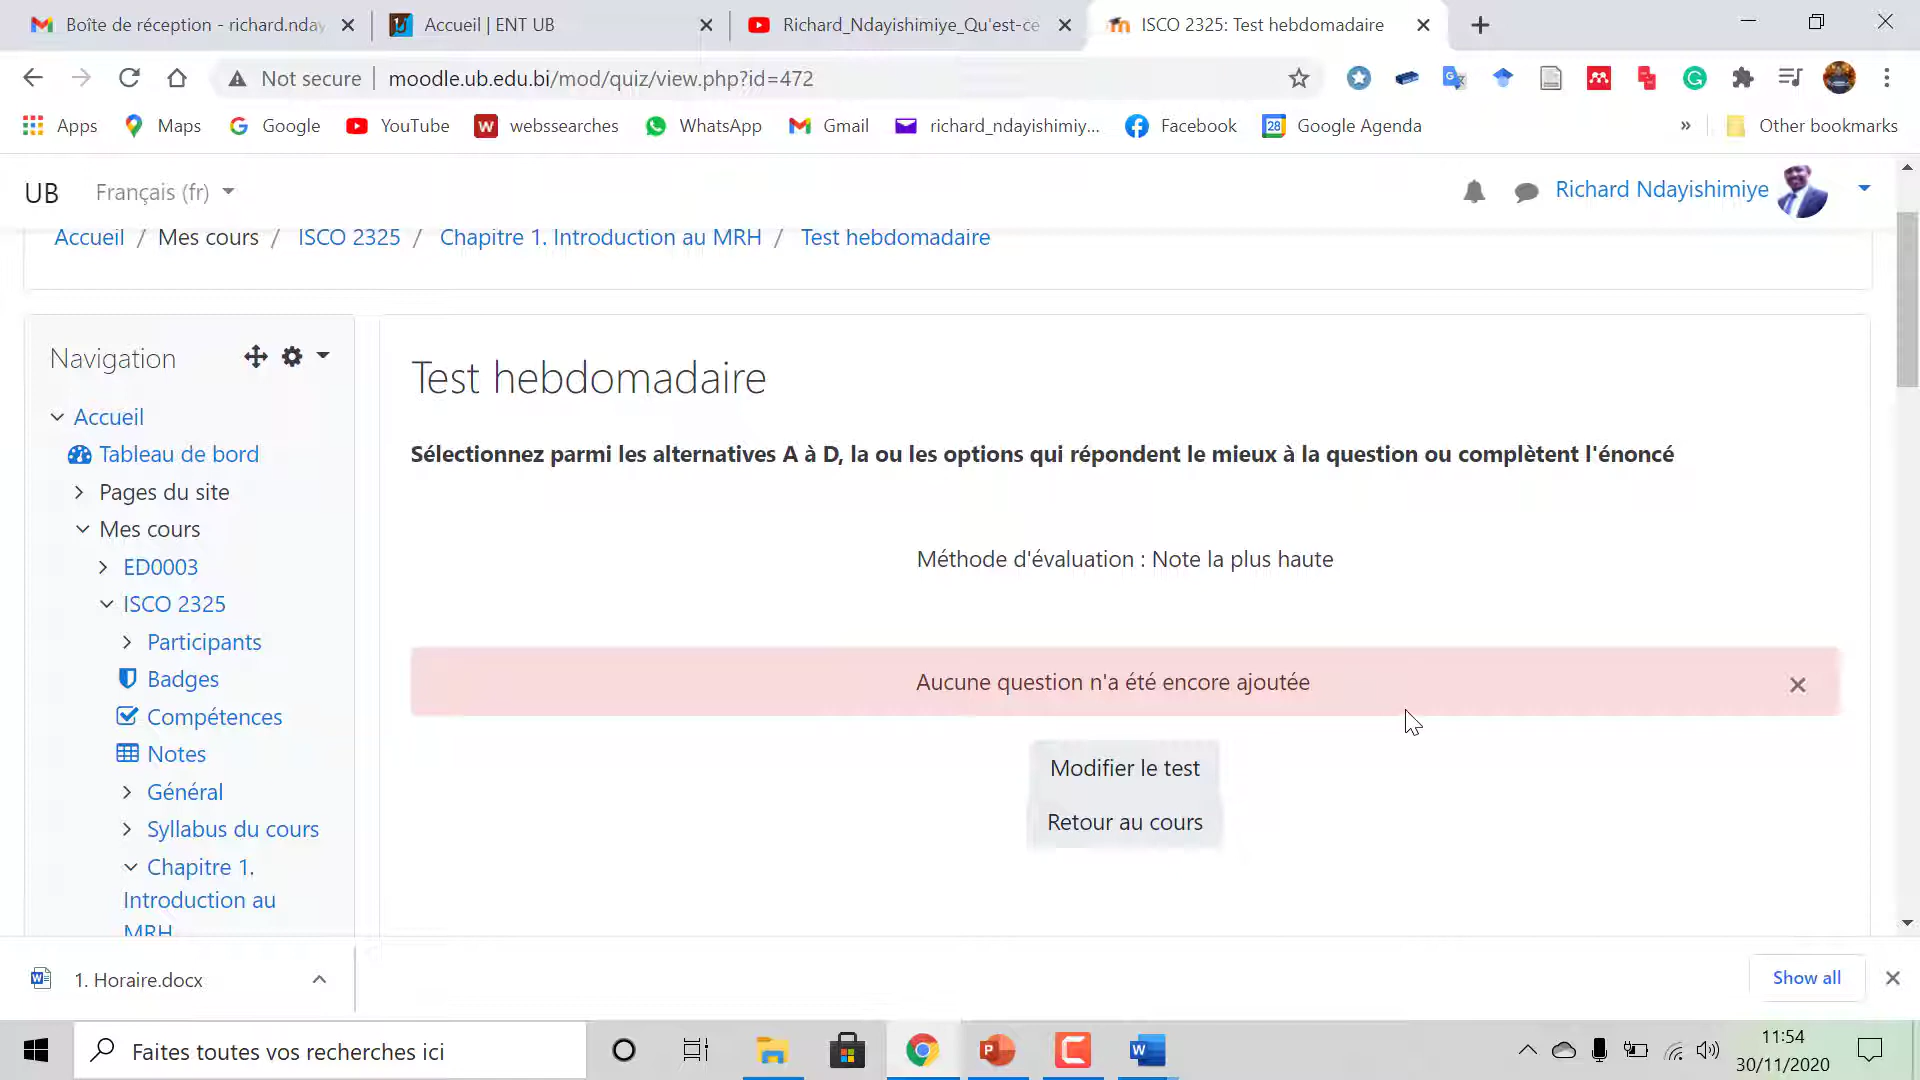 Boîte de réception - richard.nday
Accueil | ENT UB
Richard_Ndayishimiye_Qu'est-ce
ISCO 2325: Test hebdomadaire
Not secure
moodle.ub.edu.bi/mod/quiz/view.php?id=472
Apps
Maps
Google
YouTube
webssearches
WhatsApp
Gmail
richard_ndayishimiy...
Facebook
Google Agenda
»
Other bookmarks
UB
Français (fr)
Richard Ndayishimiye
Accueil / Mes cours / ISCO 2325 / Chapitre 1. Introduction au MRH / Test hebdomadaire
Navigation
Accueil
Tableau de bord
Pages du site
Mes cours
ED0003
ISCO 2325
Participants
Badges
Compétences
Notes
Général
Syllabus du cours
Chapitre 1.
Introduction au
MRH
Test hebdomadaire
Sélectionnez parmi les alternatives A à D, la ou les options qui répondent le mieux à la question ou complètent l'énoncé
Méthode d'évaluation : Note la plus haute
Aucune question n'a été encore ajoutée
Modifier le test
Retour au cours
1. Horaire.docx
Show all
Faites toutes vos recherches ici
11:54
30/11/2020